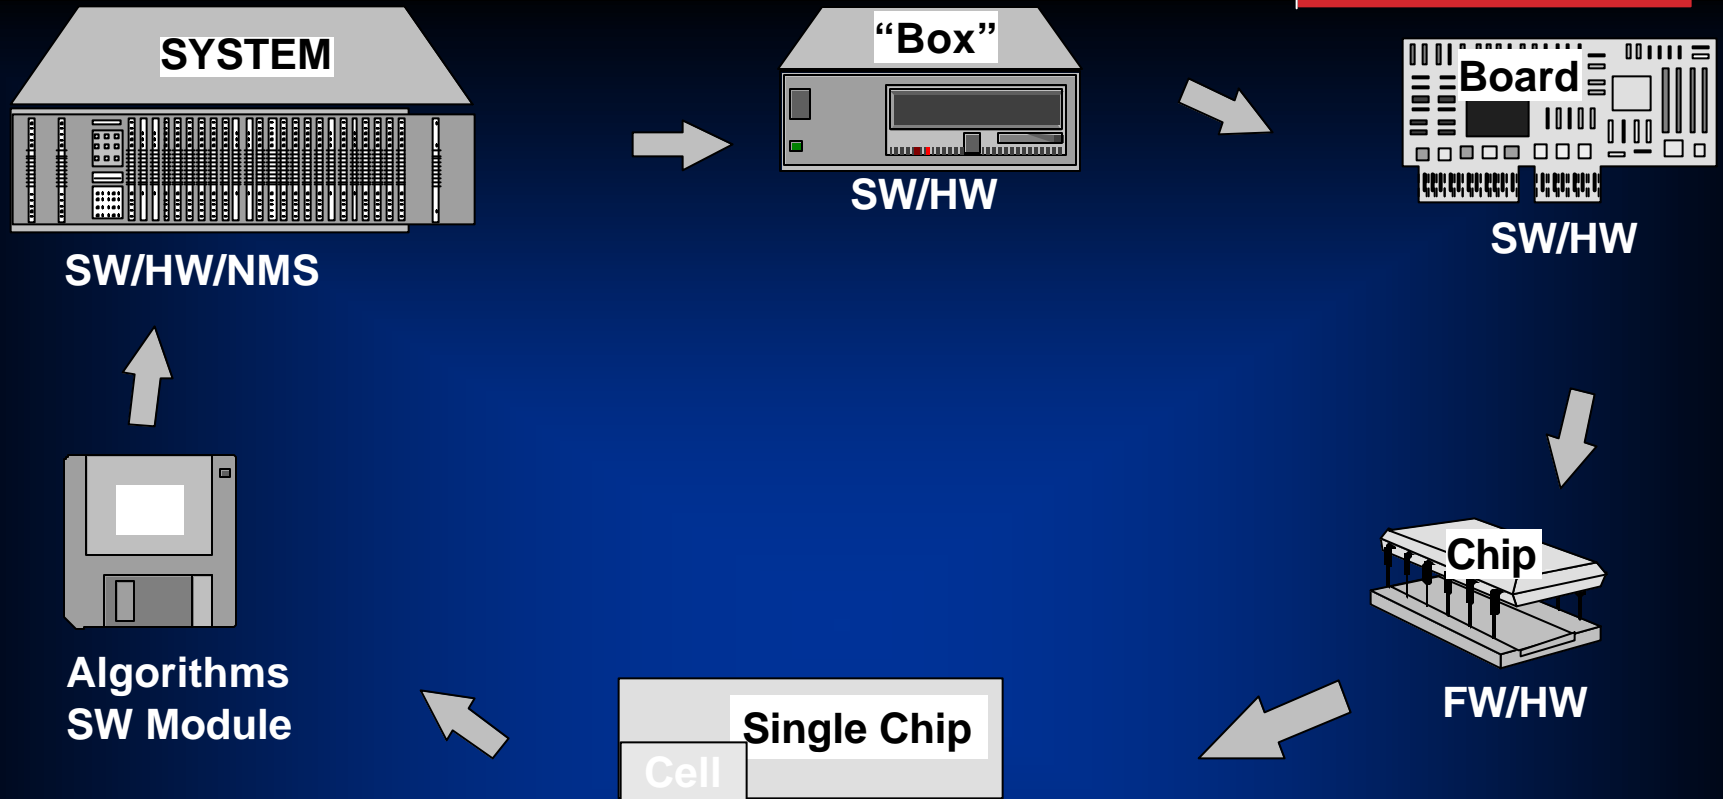 SYSTEM
“Box”
Board
SW/HW
SW/HW
SW/HW/NMS
Chip
Algorithms
SW Module
FW/HW
Single Chip
Cell